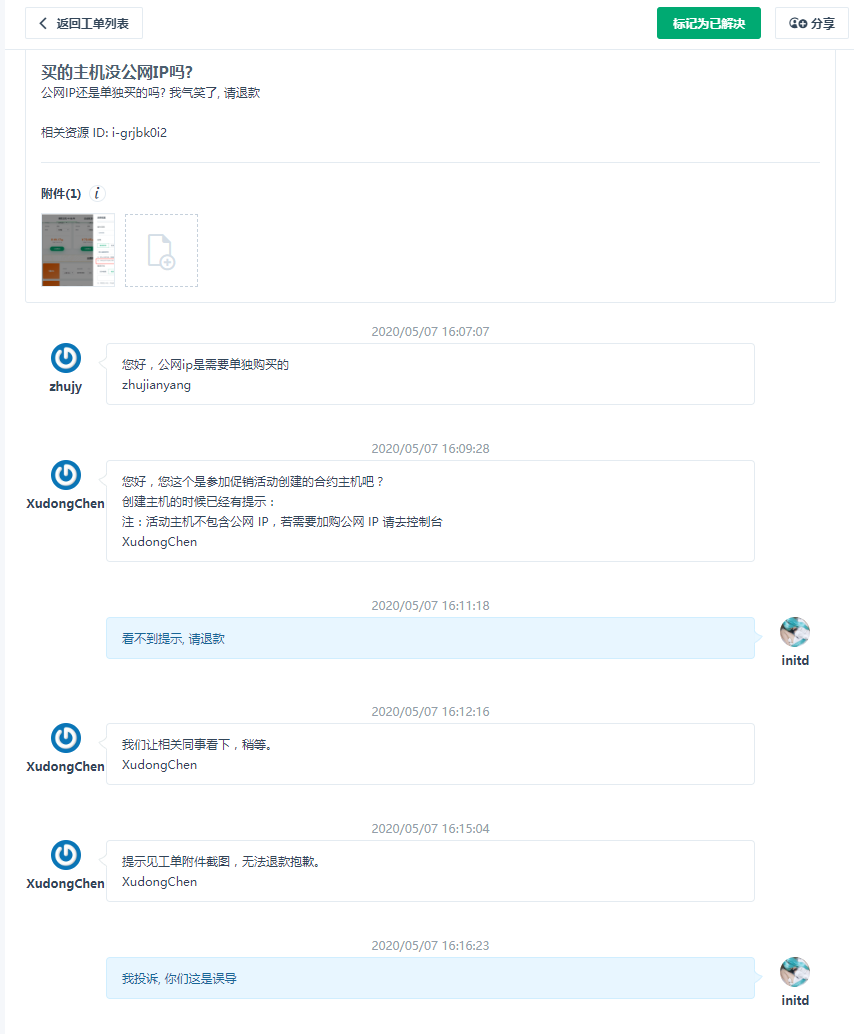 返回工单列表
标记为已解决
分享
买的主机没公网IP吗?
公网IP还是单独买的吗? 我气笑了, 请退款
相关资源 ID: i-grjbk0i2
附件(1) i
2020/05/07 16:07:07
zhujy
您好，公网ip是需要单独购买的
zhujianyang
2020/05/07 16:09:28
XudongChen
您好，您这个是参加促销活动创建的合约主机吧？
创建主机的时候已经有提示：
注：活动主机不包含公网 IP，若需要加购公网 IP 请去控制台
XudongChen
2020/05/07 16:11:18
看不到提示, 请退款
initd
2020/05/07 16:12:16
XudongChen
我们让相关同事看下，稍等。
XudongChen
2020/05/07 16:15:04
XudongChen
提示见工单附件截图，无法退款抱歉。
XudongChen
2020/05/07 16:16:23
我投诉, 你们这是误导
initd